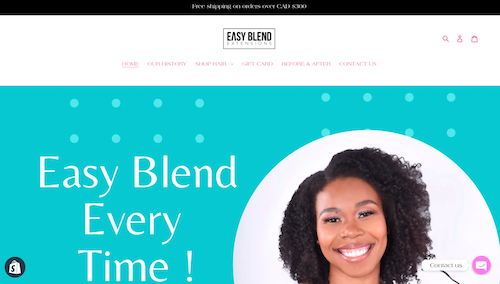 Free shipping on orders over CAD $300
EASY BLEND
EXTENSIONS
HOME OUR HISTORY SHOP HAIR GIFT CARD BEFORE & AFTER CONTACT US
Easy Blend
Every
Time !
Contact us